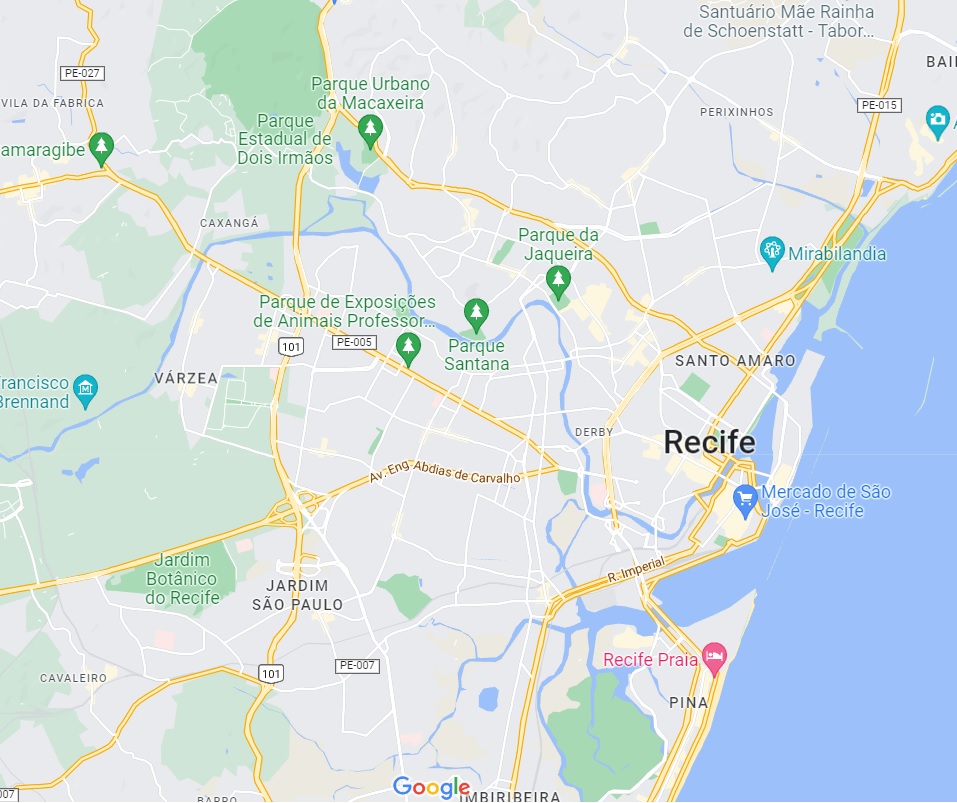 Santuário Mãe Rainha
de Schoenstatt - Tabor...
BAI
PE-027
VILA DA FABRICA
Parque Urbano
da Macaxeira
PE-015
PERIXINHOS
Parque
Estadual de
Dois Irmãos
amaragibe
A
CAXANGÁ
Parque da
Jaqueira
Mirabilandia
Parque de Exposições
de Animais Professor...
101
PE-005
Parque
Santana
SANTO AMARO
VÁRZEA
rancisco
Brennand
DERBY
Recife
Av. Eng. Abdias de Carvalho
Mercado de São
José - Recife
Jardim
Botânico
do Recife
R. Imperial
JARDIM
SÃO PAULO
Recife Praia
PE-007
101
CAVALEIRO
PINA
Google
007
BARRO
IMBIRIBEIRA